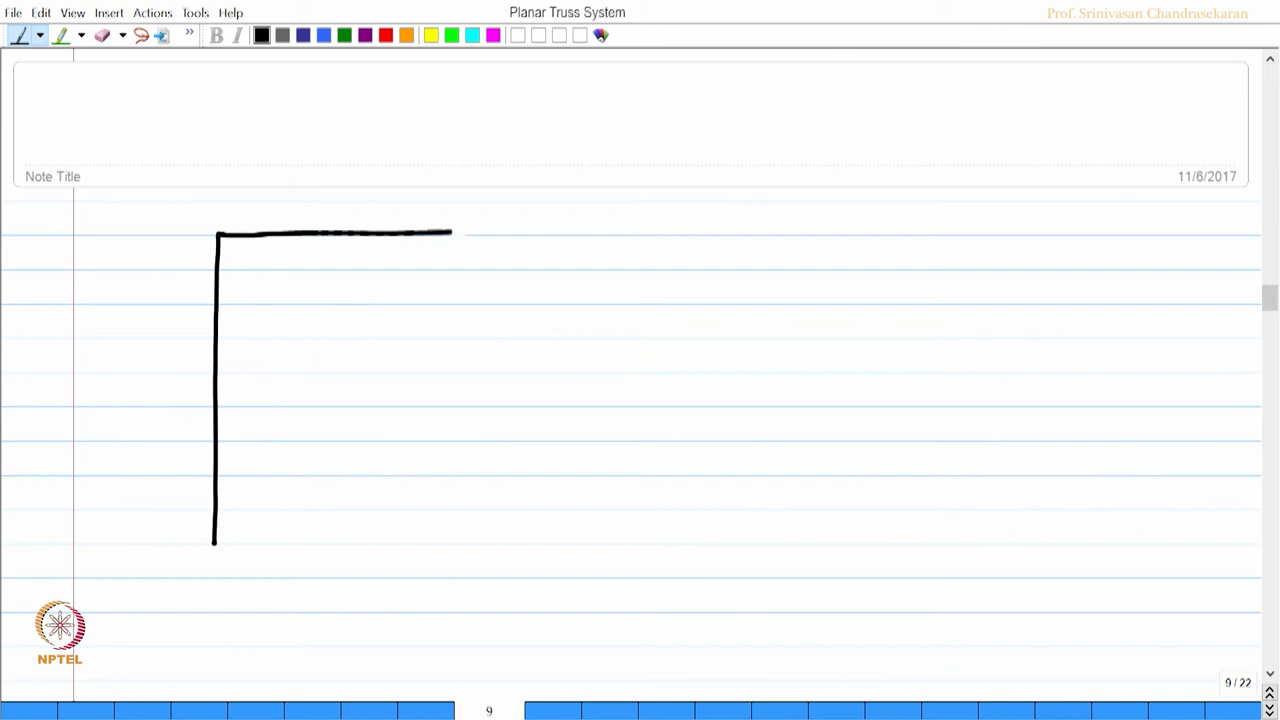 File Edit View Insert Actions Tools Help
Planar Truss System
Prof. Srinivasan Chandrasekaran
» B I
Note Title
11/6/2017
NPTEL
9 / 22
9